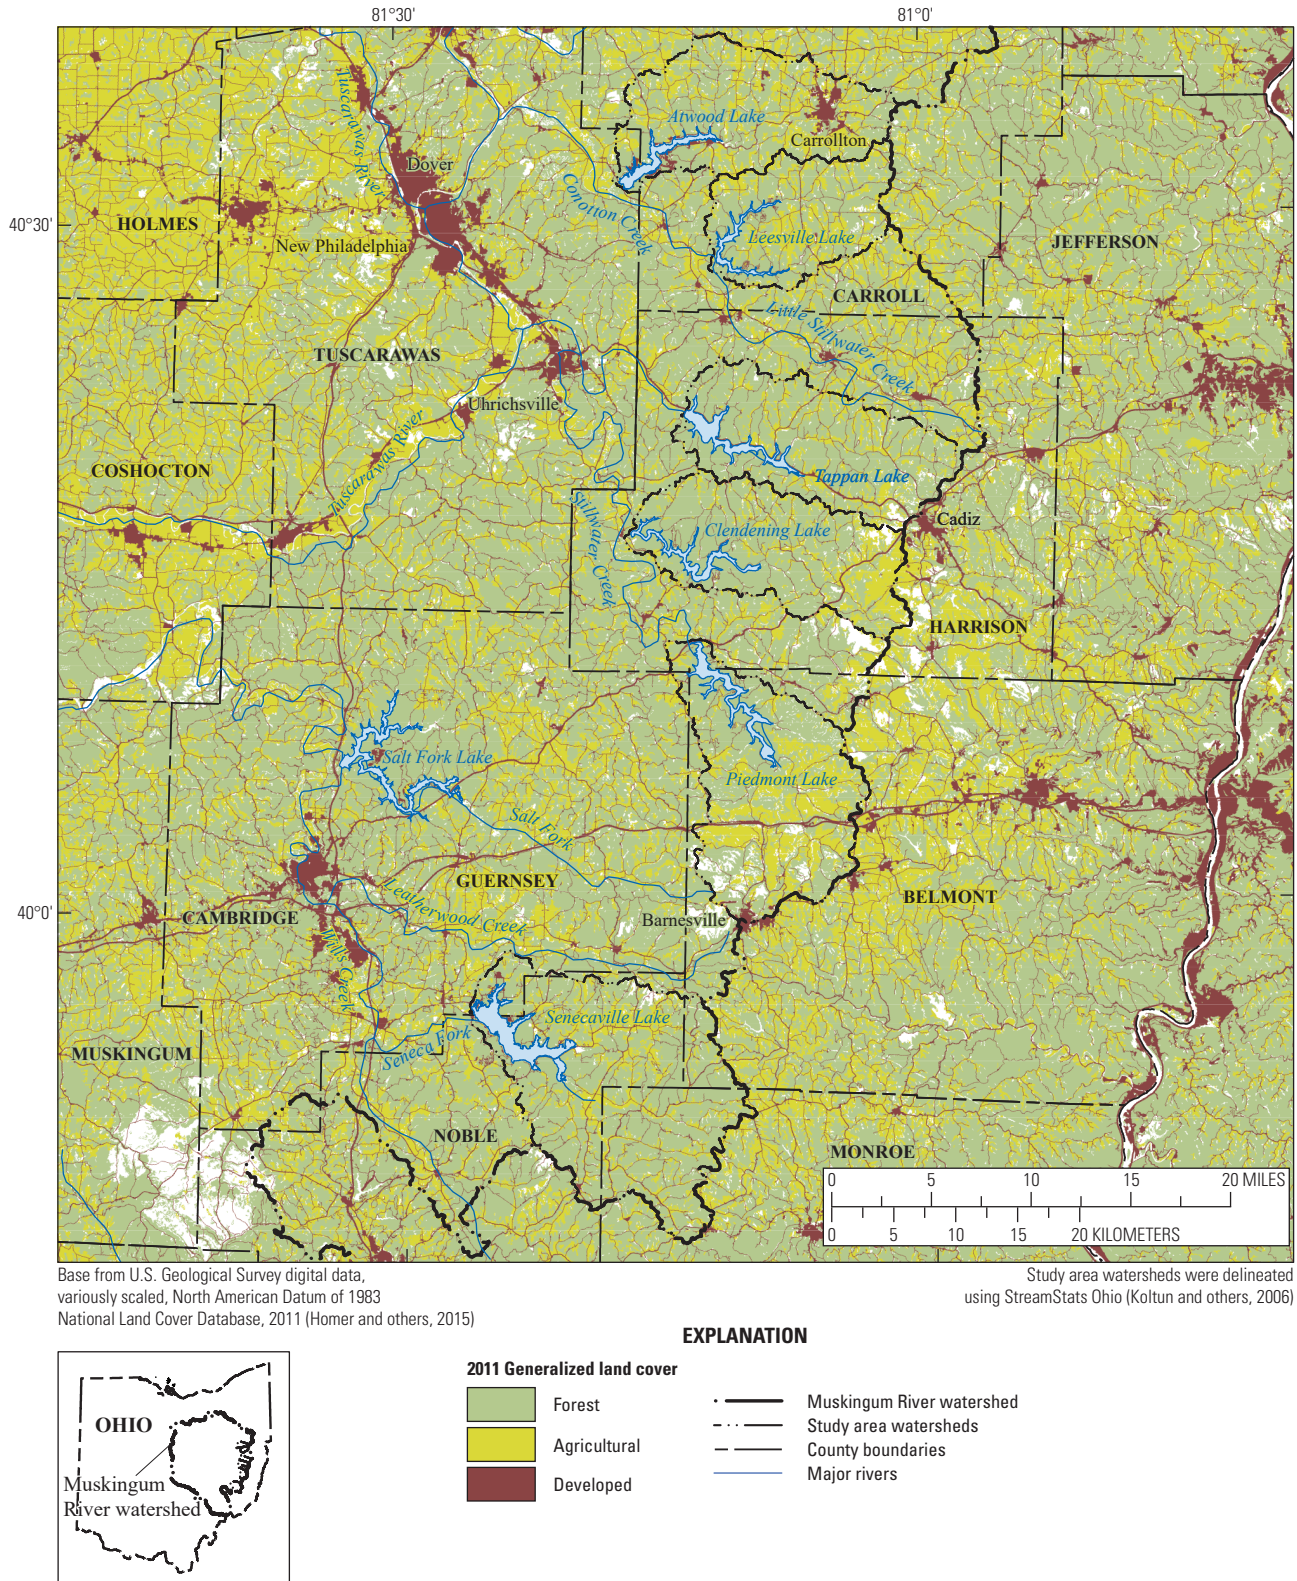 81°30'
81°0'
Tuscarawas River
Atwood Lake
Carrollton
Dover
Conotton Creek
40°30'
HOLMES
New Philadelphia
Leesville Lake
JEFFERSON
CARROLL
Little Stillwater Creek
TUSCARAWAS
Uhrichsville
Tuscarawas River
COSHOCTON
Tappan Lake
Stillwater Creek
Cadiz
Clendening Lake
HARRISON
Salt Fork Lake
Piedmont Lake
Salt Fork
GUERNSEY
Leatherwood Creek
BELMONT
40°0'
CAMBRIDGE
Barnesville
Wills Creek
Senecaville Lake
Seneca Fork
MUSKINGUM
NOBLE
MONROE
0 5 10 15 20 MILES
0 5 10 15 20 KILOMETERS
Base from U.S. Geological Survey digital data,
variously scaled, North American Datum of 1983
National Land Cover Database, 2011 (Homer and others, 2015)
Study area watersheds were delineated
using StreamStats Ohio (Koltun and others, 2006)
EXPLANATION
2011 Generalized land cover
Forest
Agricultural
Developed
Muskingum River watershed
Study area watersheds
County boundaries
Major rivers
OHIO
Muskingum
River watershed